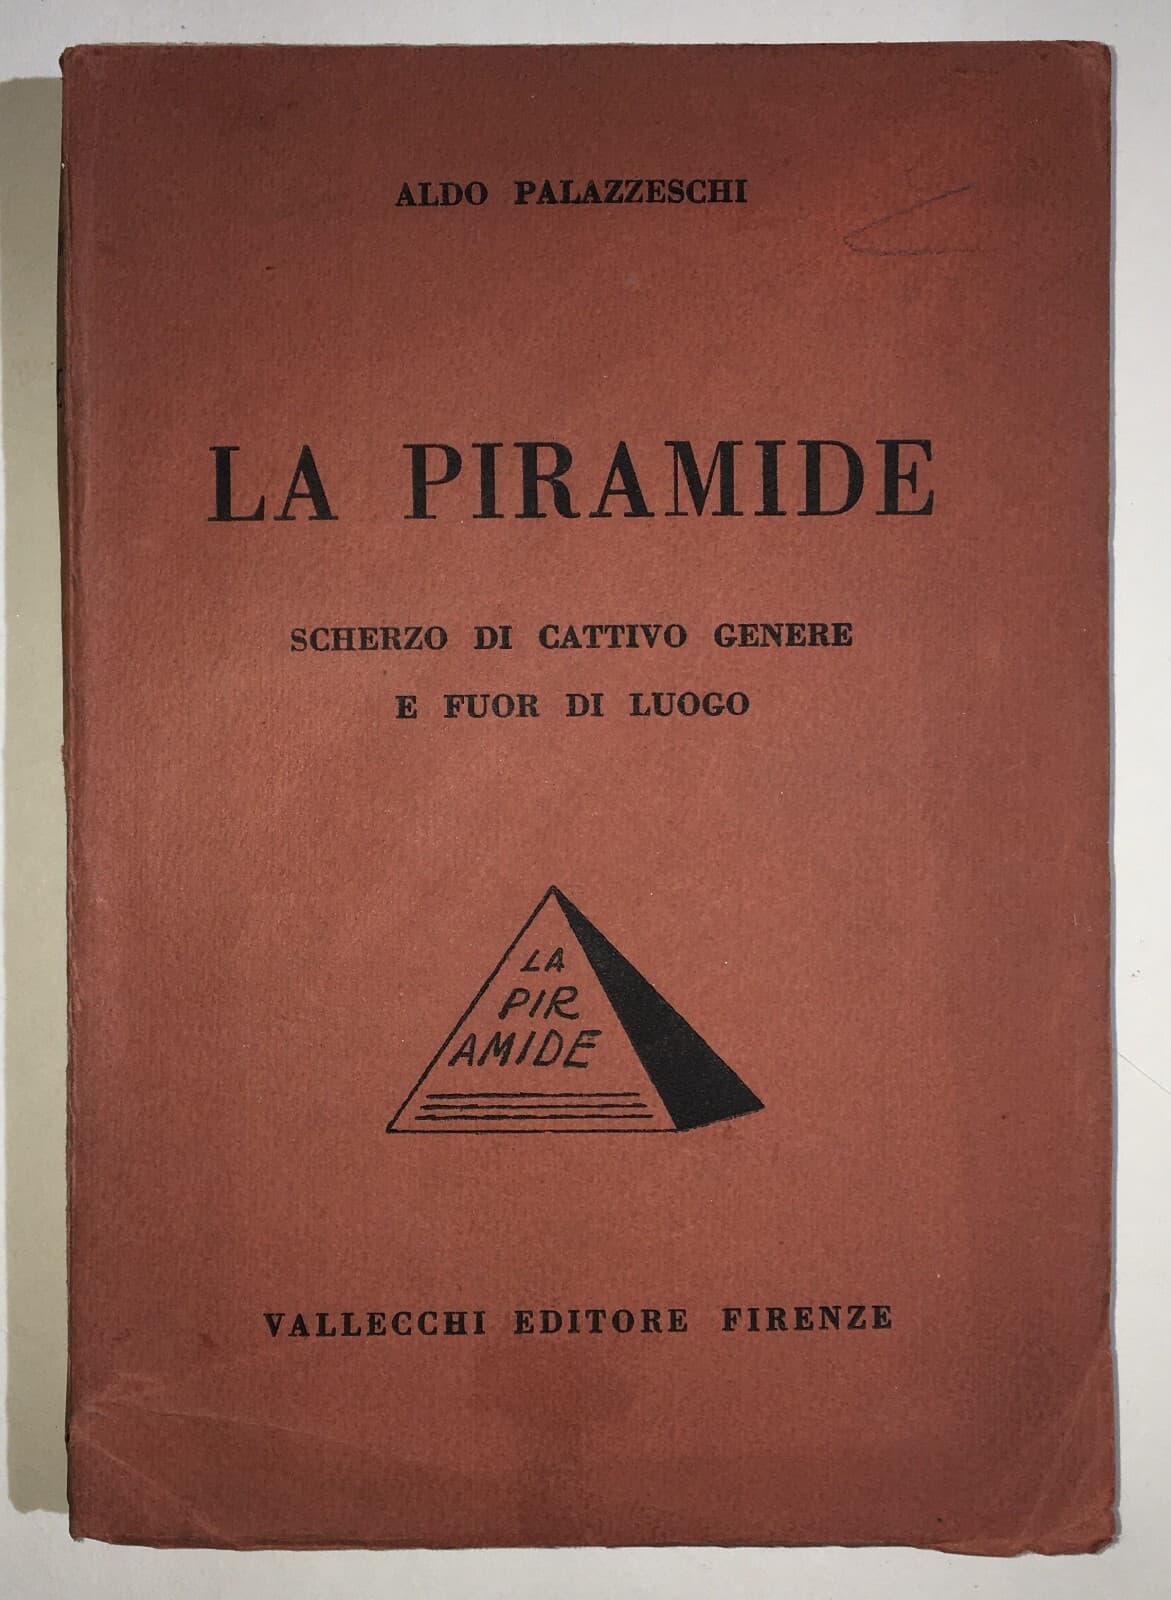 ALDO PALAZZESCHI
LA PIRAMIDE
SCHERZO DI CATTIVO GENERE
E FUOR DI LUOGO
LA
PIR
AMIDE
VALLECCHI EDITORE FIRENZE